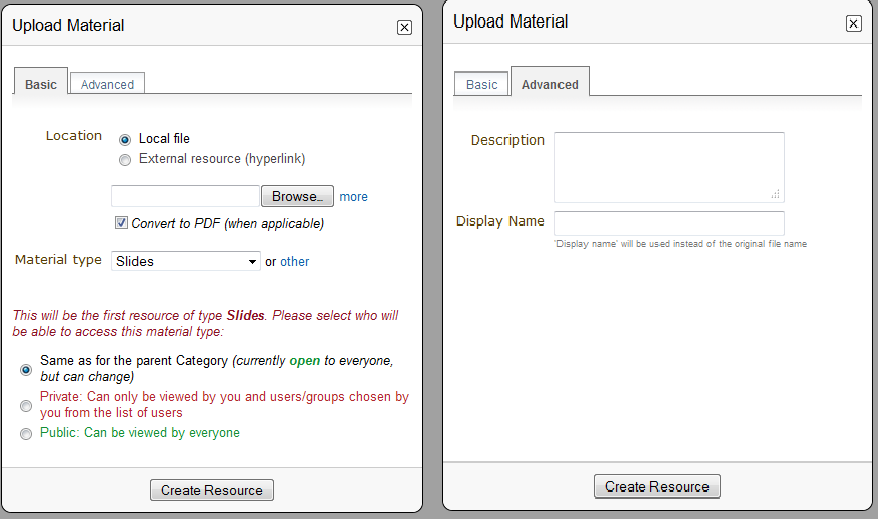 Upload Material
Basic Advanced
Location Local file
External resource (hyperlink)
Browse... more
Convert to PDF (when applicable)
Material type Slides or other
This will be the first resource of type Slides. Please select who will
be able to access this material type:
Same as for the parent Category (currently open to everyone,
but can change)
Private: Can only be viewed by you and users/groups chosen by
you from the list of users
Public: Can be viewed by everyone
Create Resource
Upload Material
Basic Advanced
Description
Display Name
'Display name' will be used instead of the original file name
Create Resource